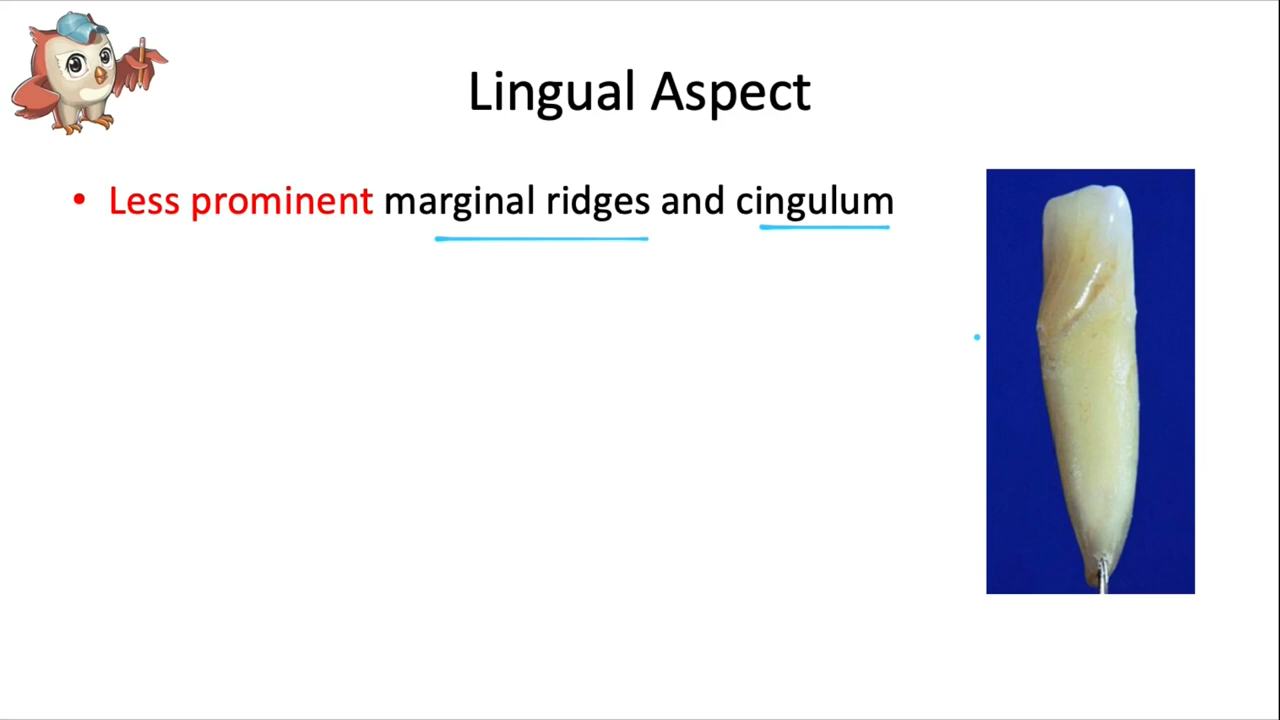 Lingual Aspect
• Less prominent marginal ridges and cingulum